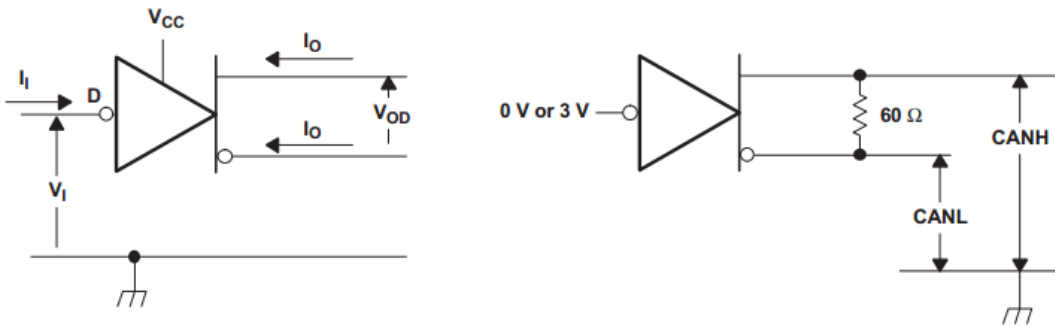 VCC
IO
II
D
VOD
IO
VI
0 V or 3 V
60 Ω
CANH
CANL